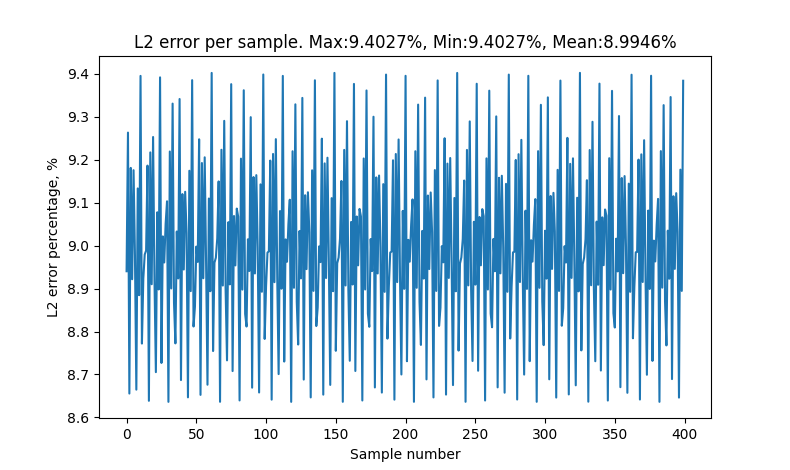 L2 error per sample. Max:9.4027%, Min:9.4027%, Mean:8.9946%
L2 error percentage, %
9.4
9.3
9.2
9.1
9.0
8.9
8.8
8.7
8.6
0 50 100 150 200 250 300 350 400
Sample number